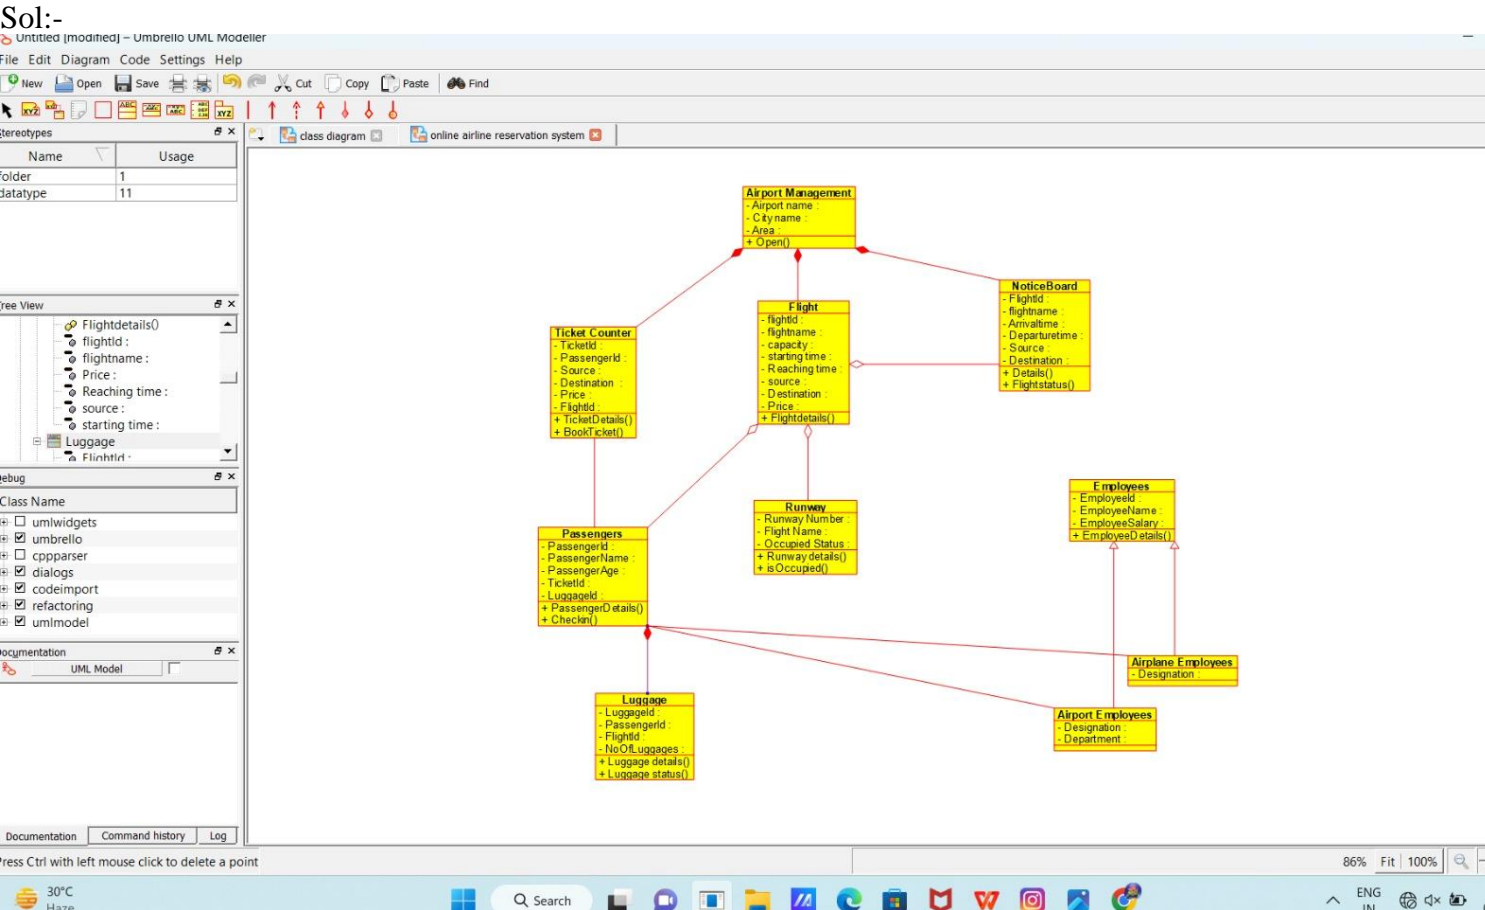 Sol:-
Untitled [modified] – Umbrello UML Modeller
File Edit Diagram Code Settings Help
New Open Save Cut Copy Paste Find
Stereotypes
class diagram online airline reservation system
Name Usage
folder 1
datatype 11
Tree View
Flightdetails()
flightId :
flightname :
Price :
Reaching time :
source :
starting time :
Luggage
FlightId :
Debug
Class Name
umlwidgets
umbrello
cppparser
dialogs
codeimport
refactoring
umlmodel
Documentation
UML Model
Documentation Command history Log
Press Ctrl with left mouse click to delete a point
86% Fit 100%
Airport Management
- Airport name :
- City name :
- Area :
+ Open()
Ticket Counter
- TicketId :
- PassengerId :
- Source :
- Destination :
- Price :
- FlightId :
+ TicketDetails()
+ BookTicket()
Flight
- flightId :
- flightname :
- capacity :
- starting time :
- Reaching time :
- source :
- Destination :
- Price :
+ Flightdetails()
NoticeBoard
- FlightId :
- flightname :
- Arrivaltime :
- Departuretime :
- Source :
- Destination :
+ Details()
+ Flightstatus()
Passengers
- PassengerId :
- PassengerName :
- PassengerAge :
- TicketId :
- LuggageId :
+ PassengerDetails()
+ Checkin()
Runway
- Runway Number :
- Flight Name :
- Occupied Status :
+ Runway details()
+ isOccupied()
Employees
- EmployeeId :
- EmployeeName :
- EmployeeSalary :
+ EmployeeDetails()
Airplane Employees
- Designation :
Airport Employees
- Designation :
- Department :
Luggage
- LuggageId :
- PassengerId :
- FlightId :
- NoOfLuggages :
+ Luggage details()
+ Luggage status()
30°C
Haze
Search
ENG
IN